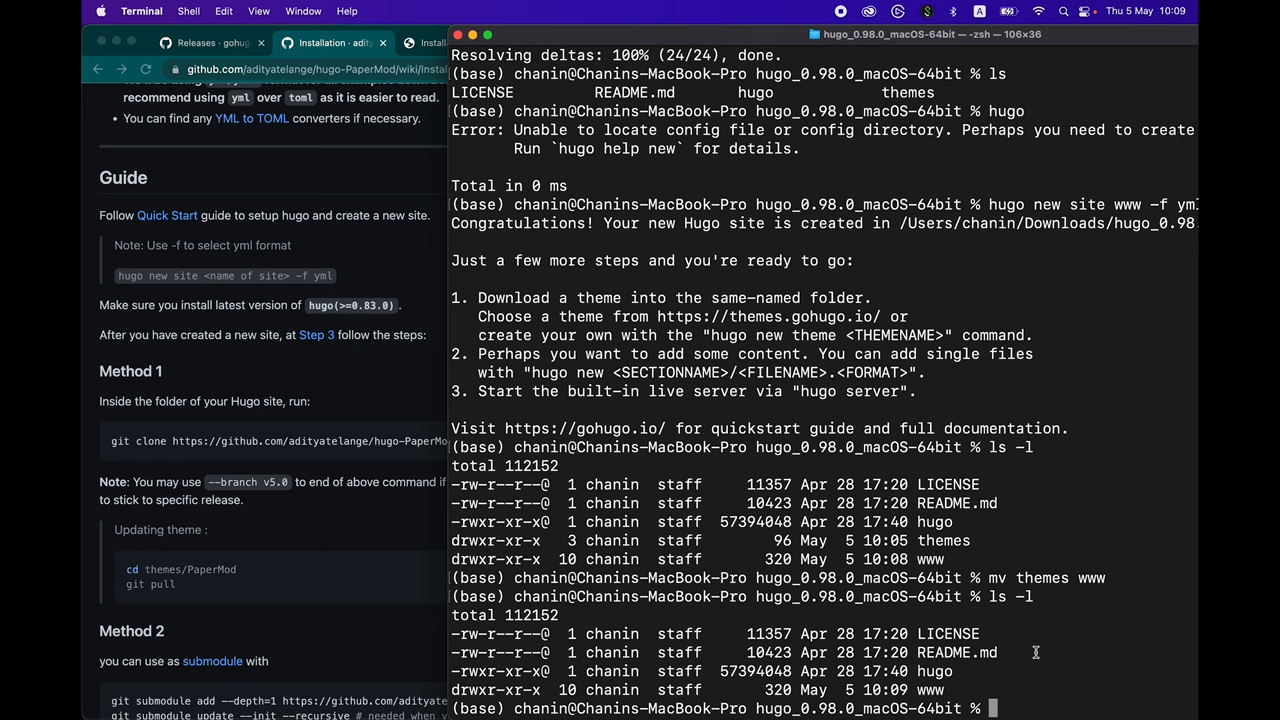 Terminal Shell Edit View Window Help
A
Thu 5 May 10:09
Releases · gohug
Installation · adity
Install
github.com/adityatelange/hugo-PaperMod/wiki/Instal
recommend using yml over toml as it is easier to read.
• You can find any YML to TOML converters if necessary.
Guide
Follow Quick Start guide to setup hugo and create a new site.
Note: Use -f to select yml format
hugo new site <name of site> -f yml
Make sure you install latest version of hugo(>=0.83.0).
After you have created a new site, at Step 3 follow the steps:
Method 1
Inside the folder of your Hugo site, run:
git clone https://github.com/adityatelange/hugo-PaperMo
Note: You may use --branch v5.0 to end of above command if
to stick to specific release.
Updating theme :
cd themes/PaperMod
git pull
Method 2
you can use as submodule with
git submodule add --depth=1 https://github.com/adityate
git submodule update --init --recursive # needed when y
hugo_0.98.0_macOS-64bit — -zsh — 106×36
Resolving deltas: 100% (24/24), done.
(base) chanin@Chanins-MacBook-Pro hugo_0.98.0_macOS-64bit % ls
LICENSE README.md hugo themes
(base) chanin@Chanins-MacBook-Pro hugo_0.98.0_macOS-64bit % hugo
Error: Unable to locate config file or config directory. Perhaps you need to create
Run `hugo help new` for details.
Total in 0 ms
(base) chanin@Chanins-MacBook-Pro hugo_0.98.0_macOS-64bit % hugo new site www -f yml
Congratulations! Your new Hugo site is created in /Users/chanin/Downloads/hugo_0.98
Just a few more steps and you're ready to go:
1. Download a theme into the same-named folder.
Choose a theme from https://themes.gohugo.io/ or
create your own with the "hugo new theme <THEMENAME>" command.
2. Perhaps you want to add some content. You can add single files
with "hugo new <SECTIONNAME>/<FILENAME>.<FORMAT>".
3. Start the built-in live server via "hugo server".
Visit https://gohugo.io/ for quickstart guide and full documentation.
(base) chanin@Chanins-MacBook-Pro hugo_0.98.0_macOS-64bit % ls -l
total 112152
-rw-r--r--@ 1 chanin staff 11357 Apr 28 17:20 LICENSE
-rw-r--r--@ 1 chanin staff 10423 Apr 28 17:20 README.md
-rwxr-xr-x@ 1 chanin staff 57394048 Apr 28 17:40 hugo
drwxr-xr-x 3 chanin staff 96 May 5 10:05 themes
drwxr-xr-x 10 chanin staff 320 May 5 10:08 www
(base) chanin@Chanins-MacBook-Pro hugo_0.98.0_macOS-64bit % mv themes www
(base) chanin@Chanins-MacBook-Pro hugo_0.98.0_macOS-64bit % ls -l
total 112152
-rw-r--r--@ 1 chanin staff 11357 Apr 28 17:20 LICENSE
-rw-r--r--@ 1 chanin staff 10423 Apr 28 17:20 README.md
-rwxr-xr-x@ 1 chanin staff 57394048 Apr 28 17:40 hugo
drwxr-xr-x 10 chanin staff 320 May 5 10:09 www
(base) chanin@Chanins-MacBook-Pro hugo_0.98.0_macOS-64bit %